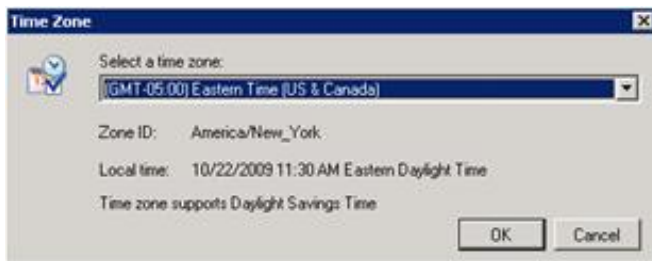 Time Zone
Select a time zone:
(GMT-05:00) Eastern Time (US & Canada)
Zone ID: America/New_York
Local time: 10/22/2009 11:30 AM Eastern Daylight Time
Time zone supports Daylight Savings Time
OK Cancel